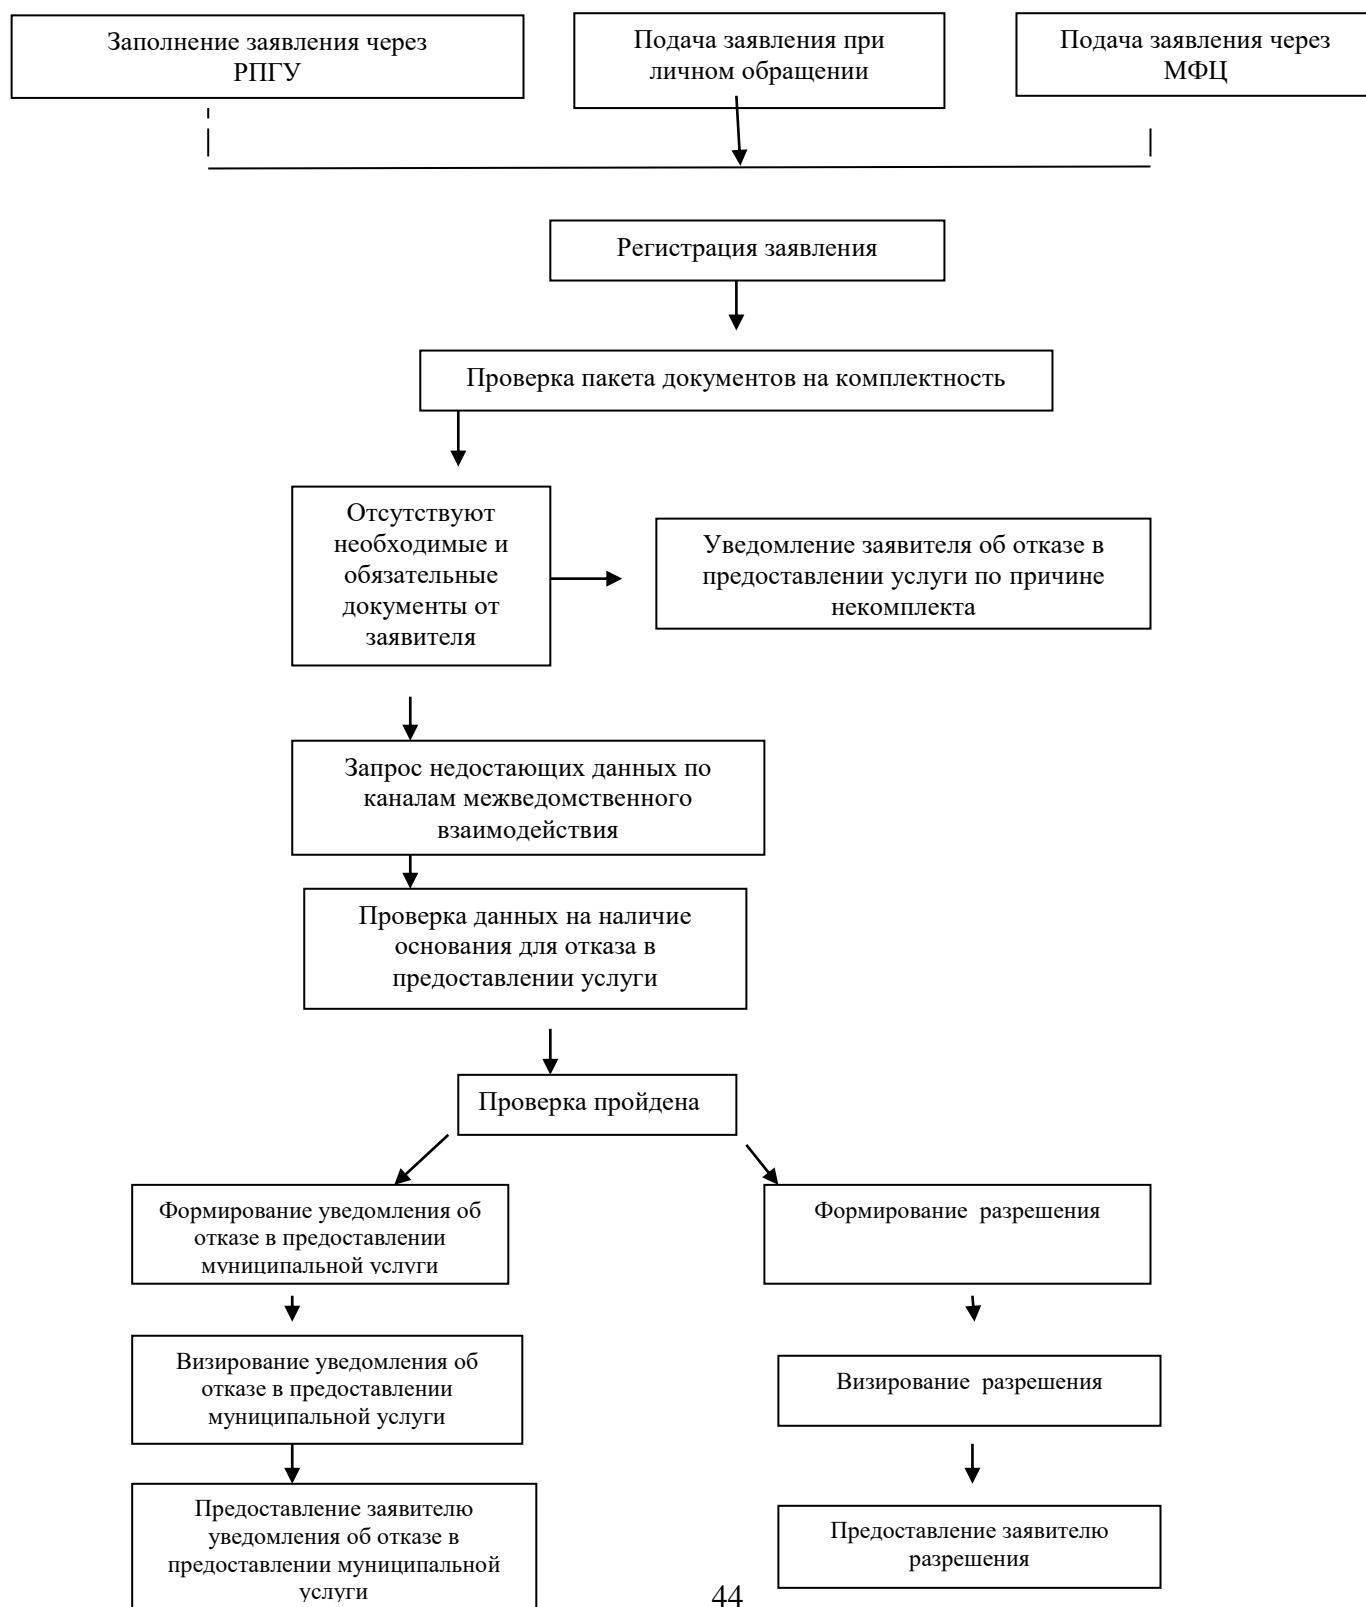 Заполнение заявления через
РПГУ
Подача заявления при
личном обращении
Подача заявления через
МФЦ
Регистрация заявления
Проверка пакета документов на комплектность
Отсутствуют
необходимые и
обязательные
документы от
заявителя
Уведомление заявителя об отказе в
предоставлении услуги по причине
некомплекта
Запрос недостающих данных по
каналам межведомственного
взаимодействия
Проверка данных на наличие
основания для отказа в
предоставлении услуги
Проверка пройдена
Формирование уведомления об
отказе в предоставлении
муниципальной услуги
Формирование разрешения
Визирование уведомления об
отказе в предоставлении
муниципальной услуги
Визирование разрешения
Предоставление заявителю
уведомления об отказе в
предоставлении муниципальной
услуги
Предоставление заявителю
разрешения
44